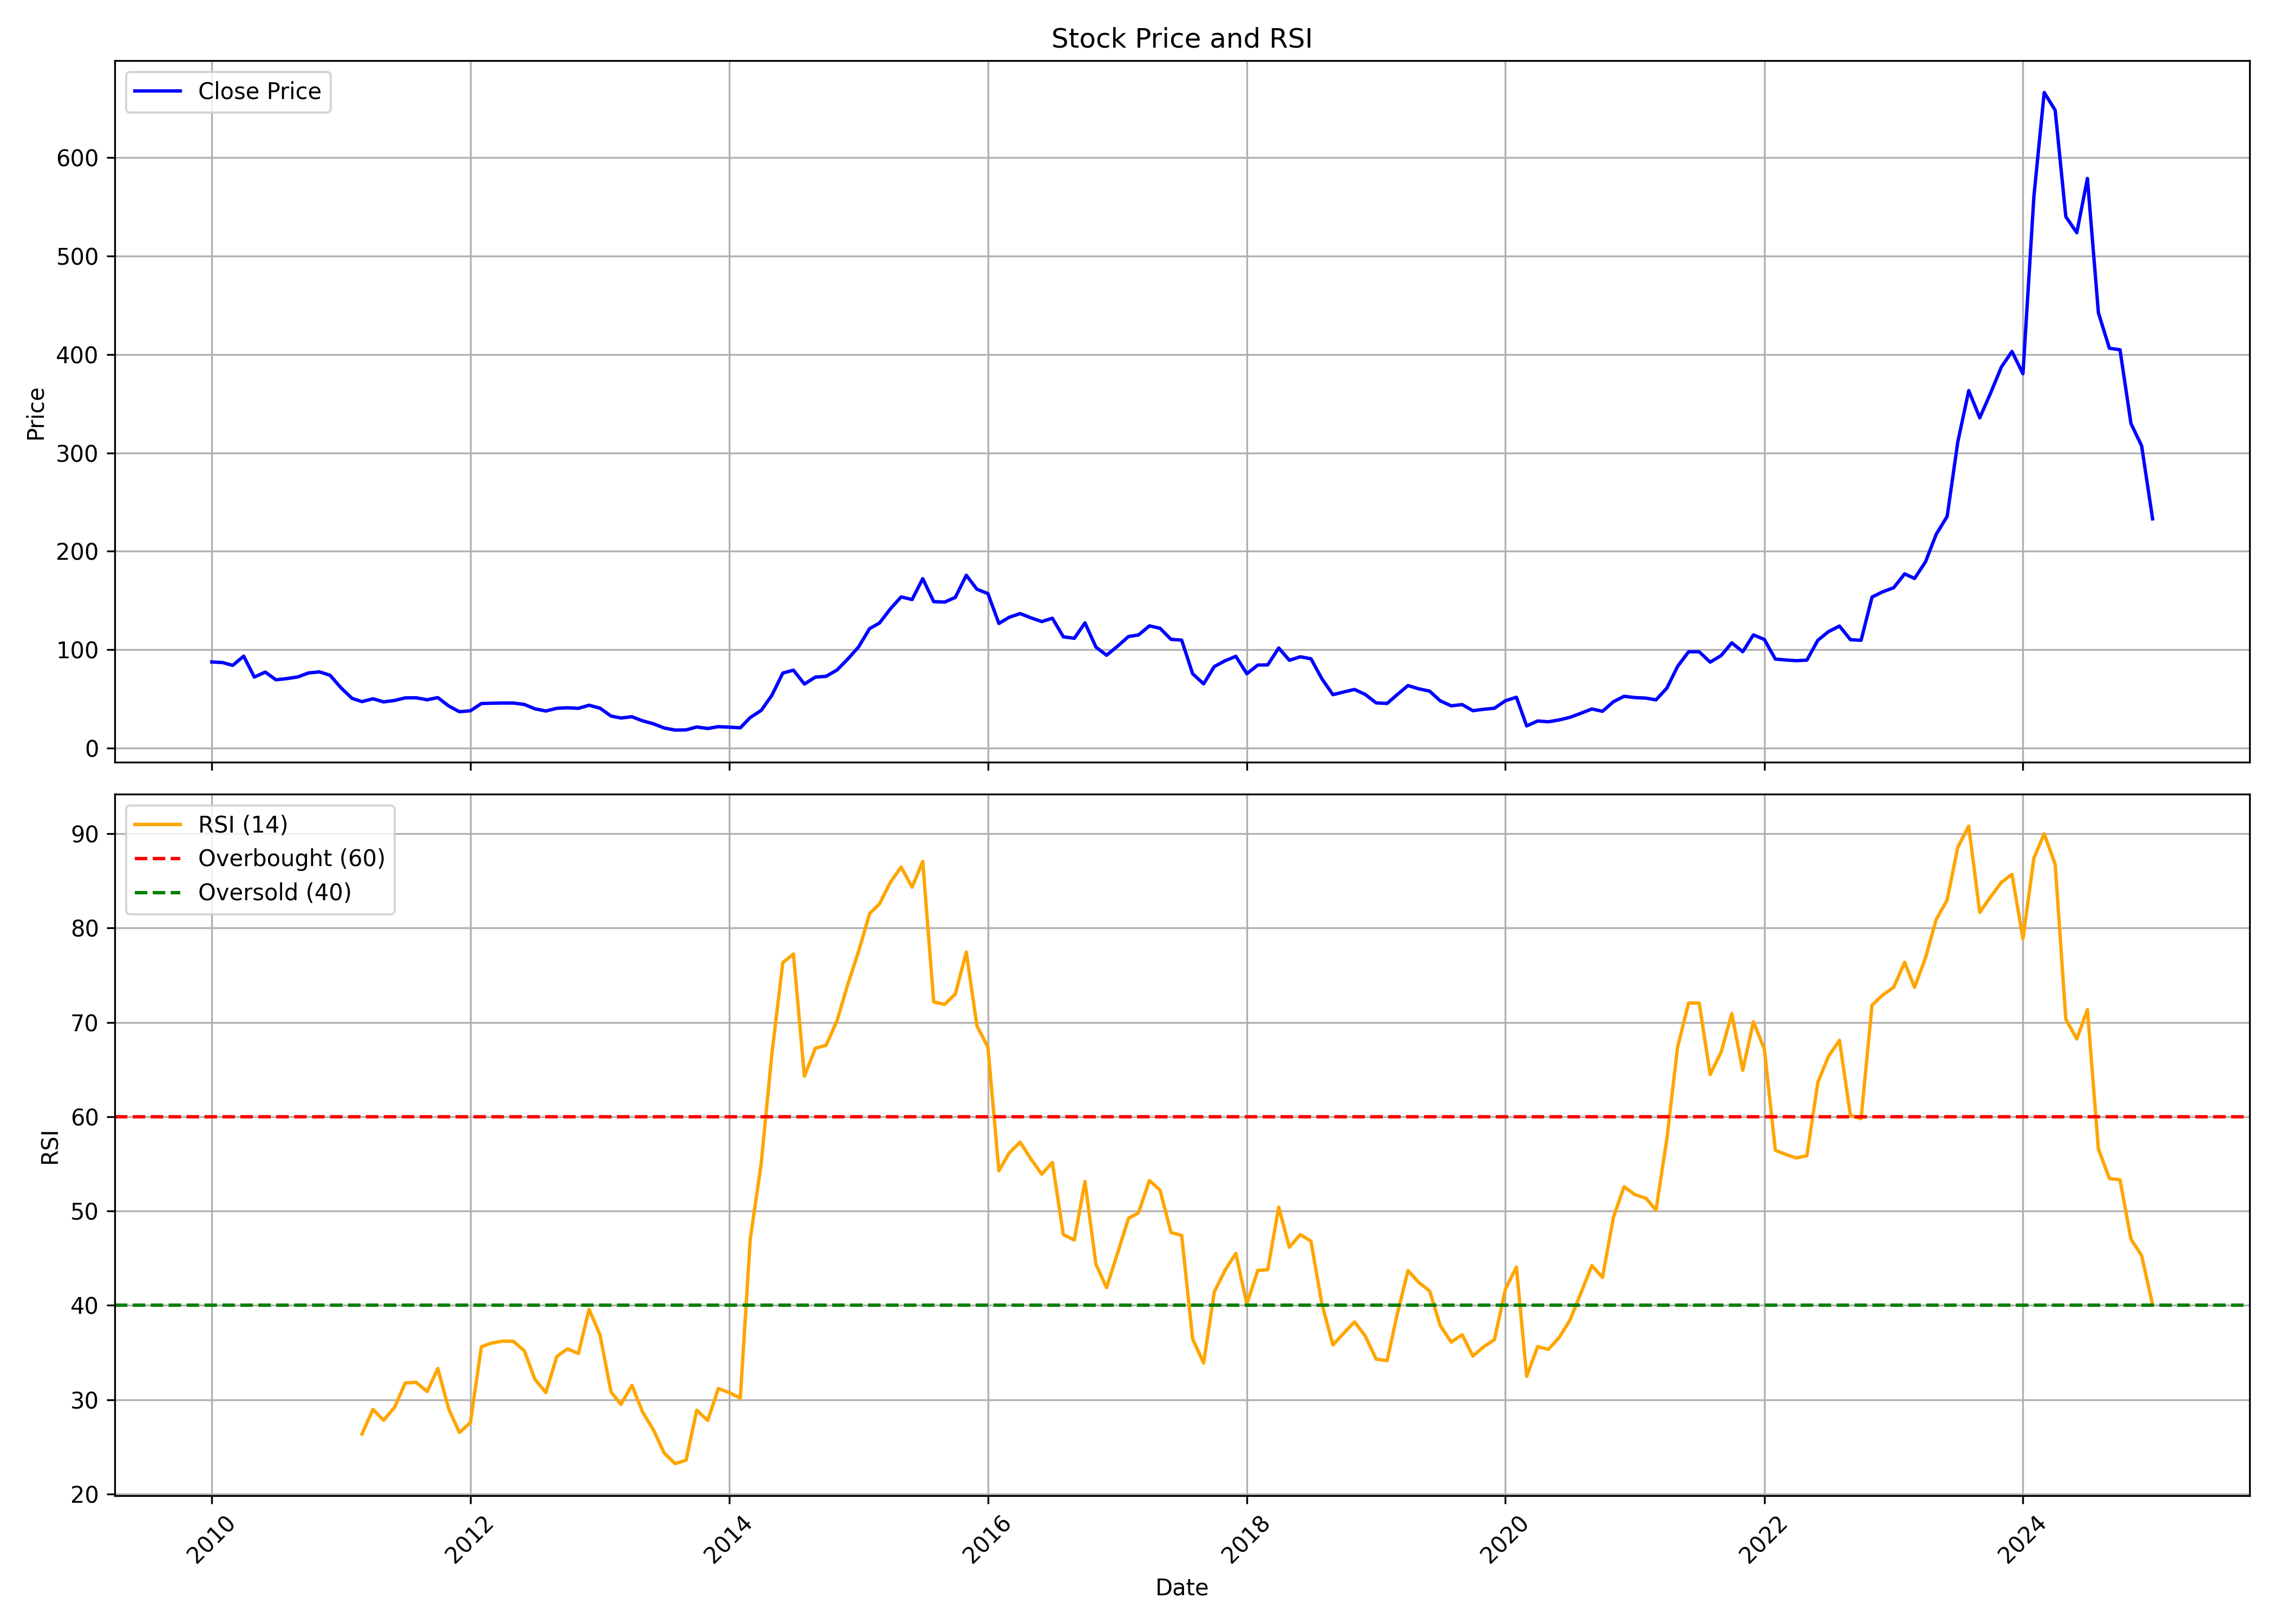 Stock Price and RSI
Close Price
600
500
400
300
200
100
0
Price
RSI (14)
Overbought (60)
Oversold (40)
90
80
70
60
50
40
30
20
RSI
2010
2012
2014
2016
2018
2020
2022
2024
Date